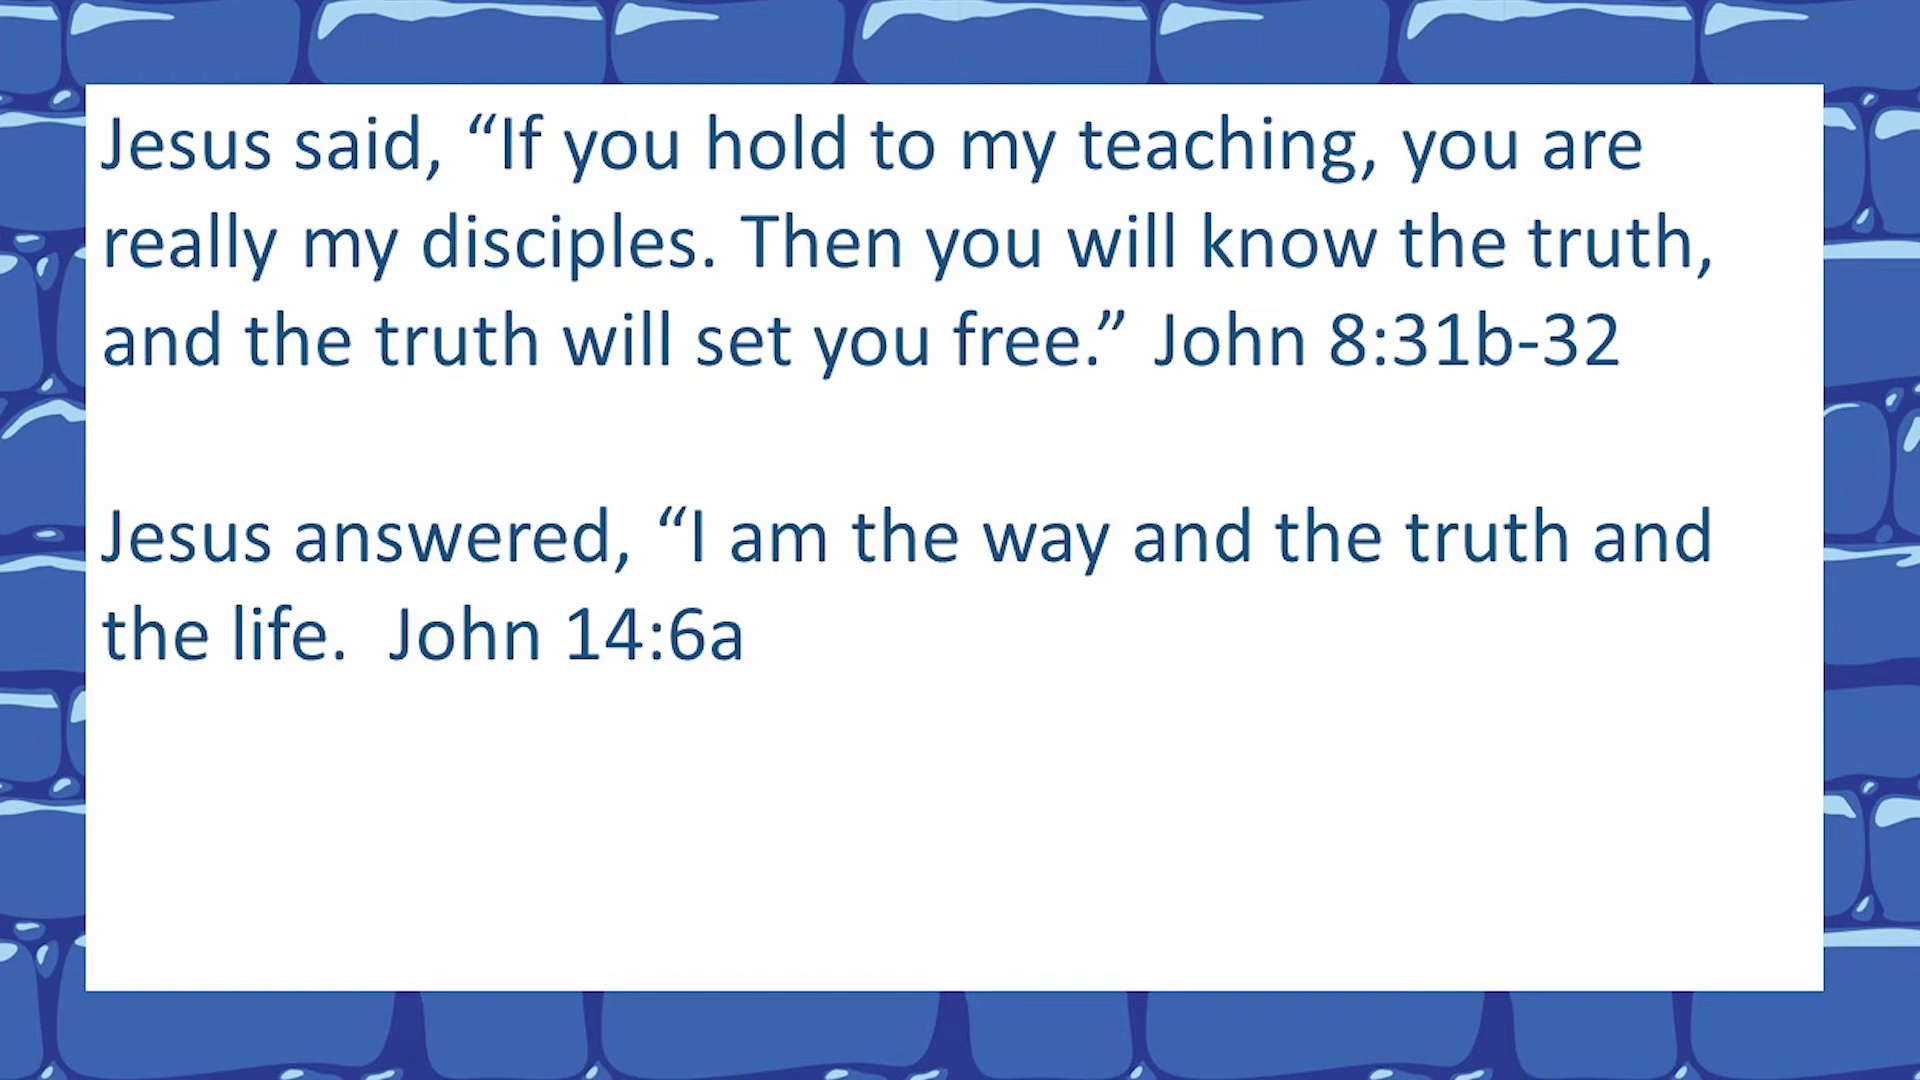 Jesus said, “If you hold to my teaching, you are
really my disciples. Then you will know the truth,
and the truth will set you free.” John 8:31b-32
Jesus answered, “I am the way and the truth and
the life.  John 14:6a